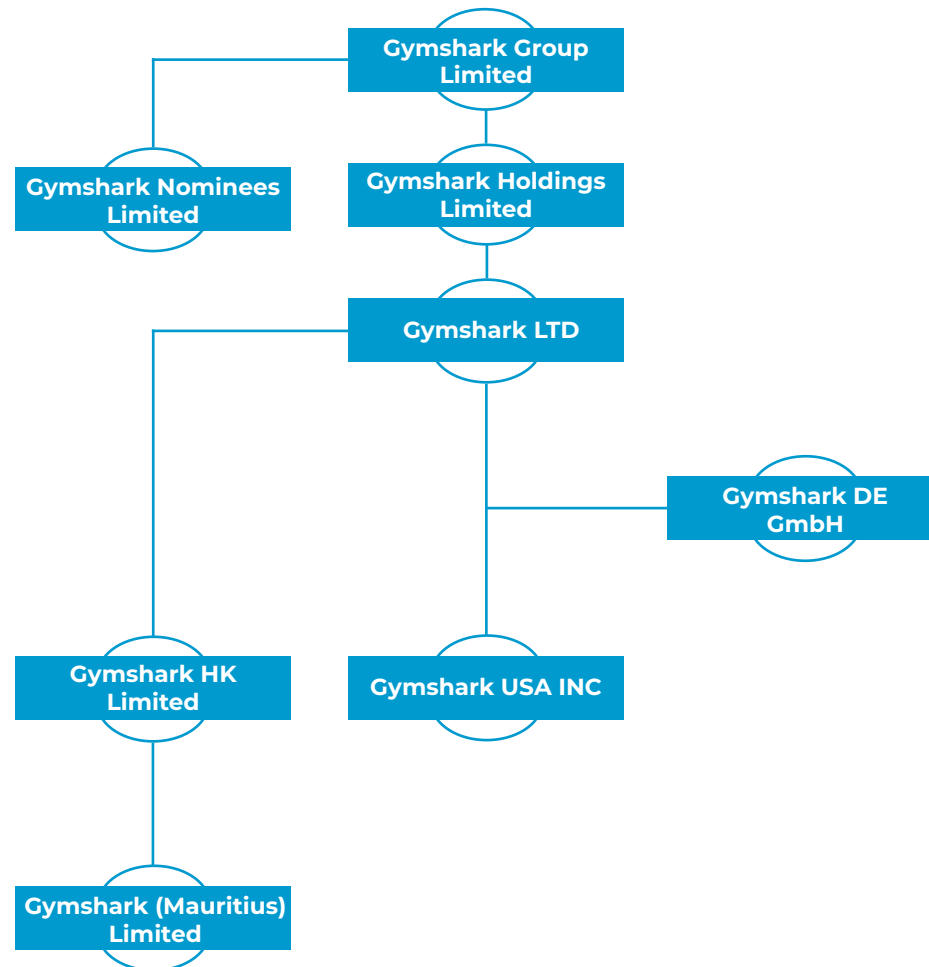 Gymshark Group
Limited
Gymshark Nominees
Limited
Gymshark Holdings
Limited
Gymshark LTD
Gymshark DE
GmbH
Gymshark HK
Limited
Gymshark USA INC
Gymshark (Mauritius)
Limited